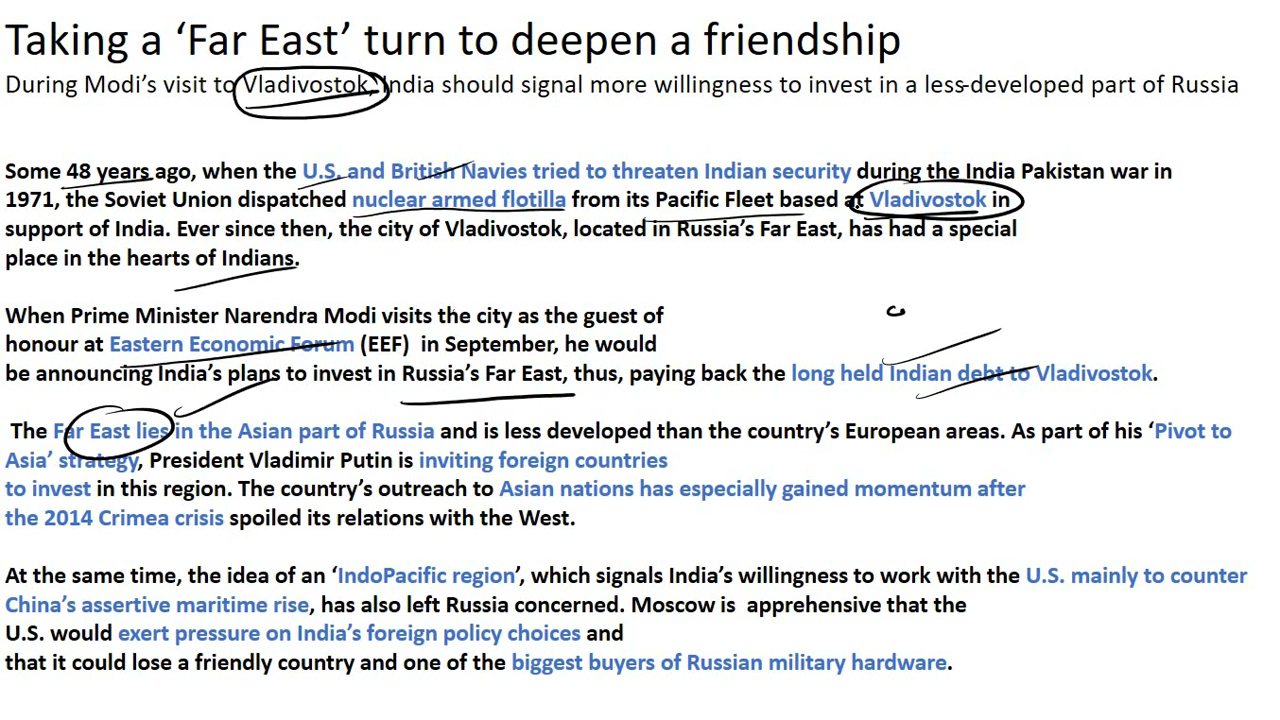 Taking a ‘Far East’ turn to deepen a friendship
During Modi’s visit to Vladivostok, India should signal more willingness to invest in a less-developed part of Russia
Some 48 years ago, when the U.S. and British Navies tried to threaten Indian security during the India Pakistan war in
1971, the Soviet Union dispatched nuclear armed flotilla from its Pacific Fleet based at Vladivostok in
support of India. Ever since then, the city of Vladivostok, located in Russia’s Far East, has had a special
place in the hearts of Indians.
When Prime Minister Narendra Modi visits the city as the guest of
honour at Eastern Economic Forum (EEF) in September, he would
be announcing India’s plans to invest in Russia’s Far East, thus, paying back the long held Indian debt to Vladivostok.
The Far East lies in the Asian part of Russia and is less developed than the country’s European areas. As part of his ‘Pivot to
Asia’ strategy, President Vladimir Putin is inviting foreign countries
to invest in this region. The country’s outreach to Asian nations has especially gained momentum after
the 2014 Crimea crisis spoiled its relations with the West.
At the same time, the idea of an ‘IndoPacific region’, which signals India’s willingness to work with the U.S. mainly to counter
China’s assertive maritime rise, has also left Russia concerned. Moscow is apprehensive that the
U.S. would exert pressure on India’s foreign policy choices and
that it could lose a friendly country and one of the biggest buyers of Russian military hardware.